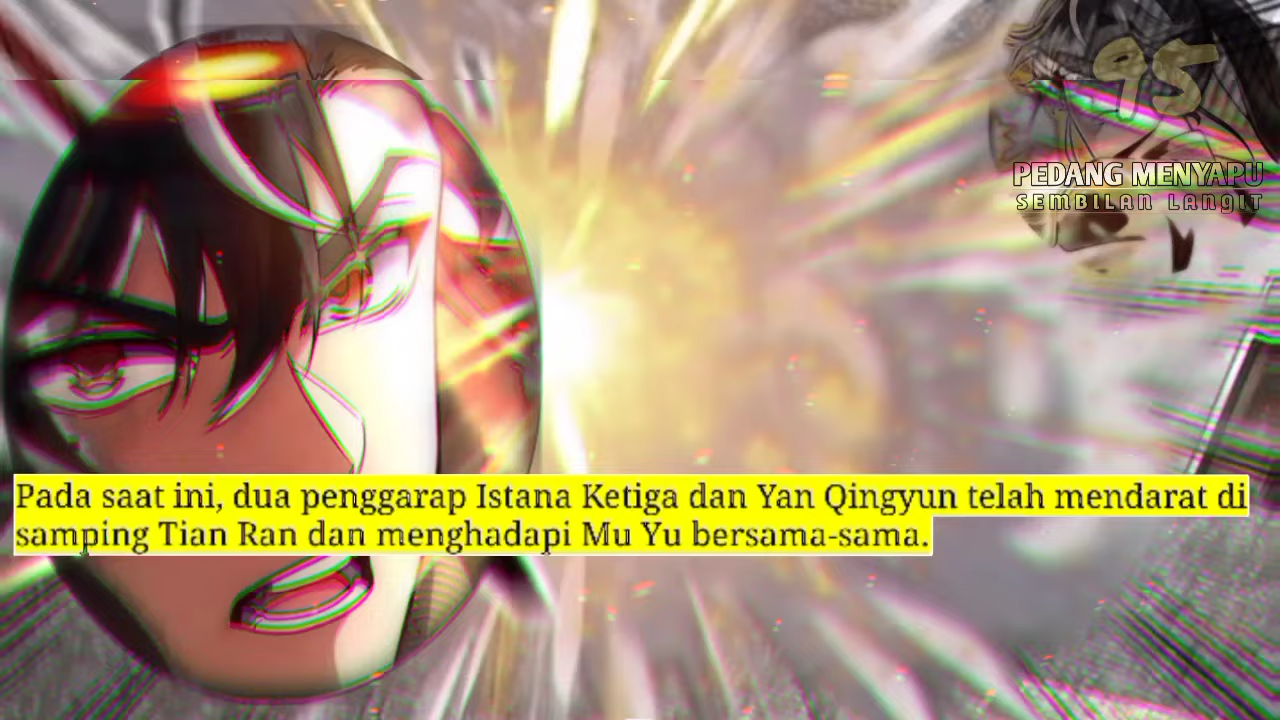 95
PEDANG MENYAPU
SEMBILAN LANGIT
Pada saat ini, dua penggarap Istana Ketiga dan Yan Qingyun telah mendarat di
samping Tian Ran dan menghadapi Mu Yu bersama-sama.